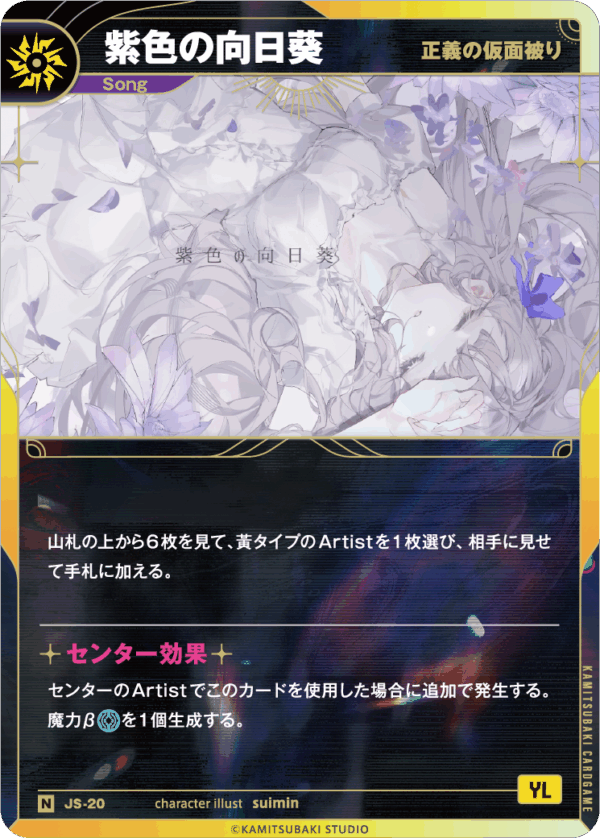 紫色の向日葵
正義の仮面被り
Song
紫色の向日葵
山札の上から6枚を見て、黃タイプのArtistを1枚選び、相手に見せ
て手札に加える。
センター効果
センターのArtistでこのカードを使用した場合に追加で発生する。
魔力βを1個生成する。
YL
N JS-20 character illust suimin
KAMITSUBAKI CARDGAME
©KAMITSUBAKI STUDIO